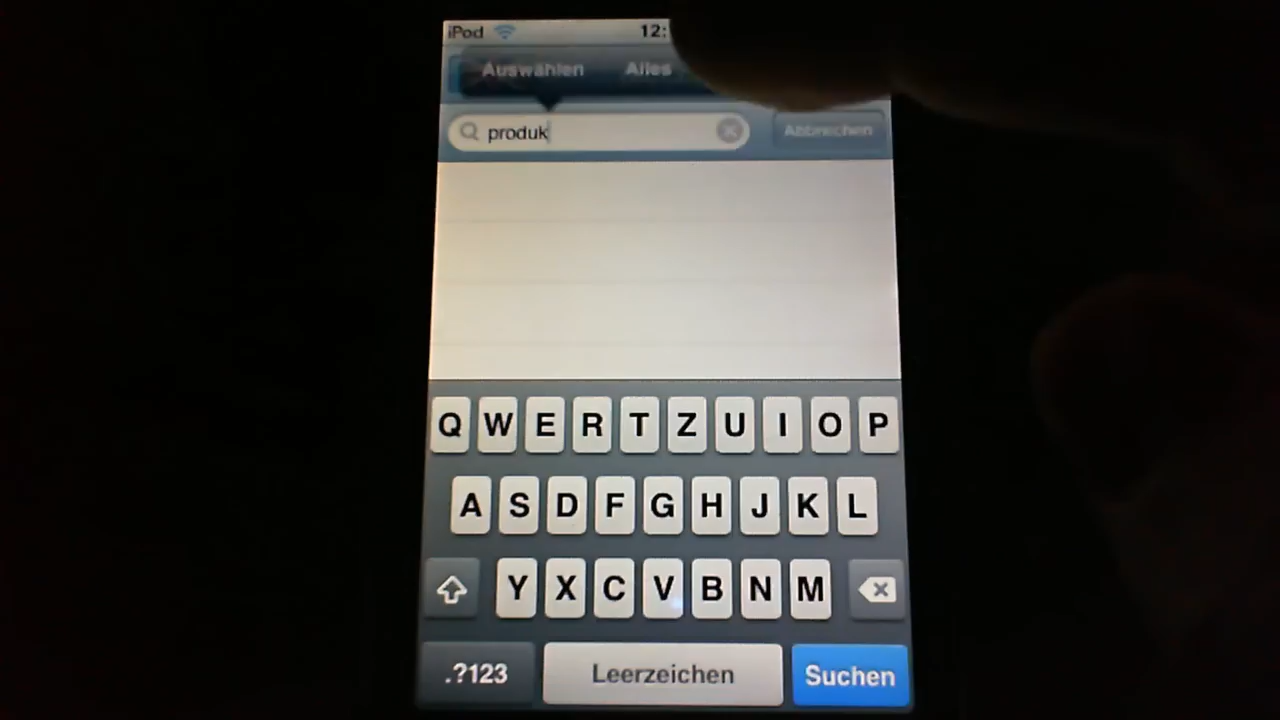 iPod 12:
Auswählen Alles
produk
Abbrechen
Q W E R T Z U I O P
A S D F G H J K L
Y X C V B N M
.?123 Leerzeichen Suchen